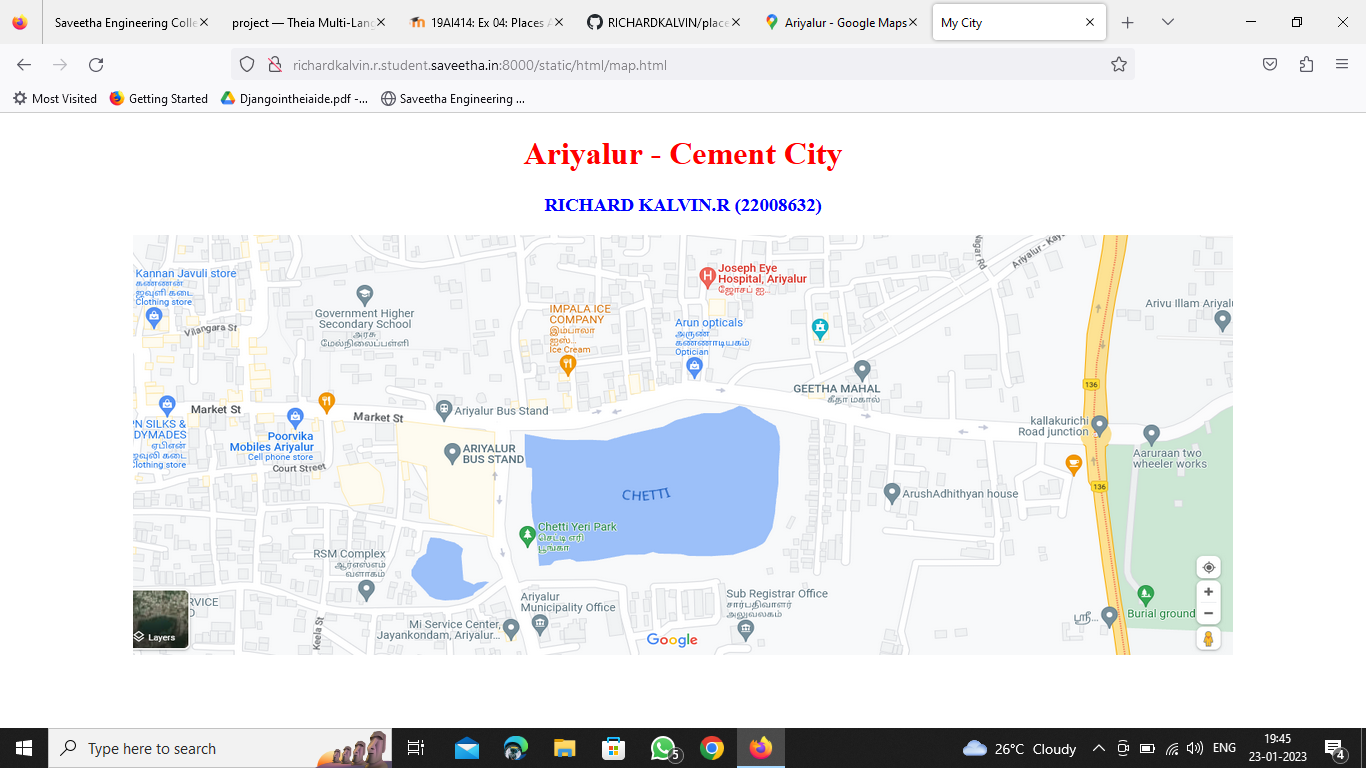 Saveetha Engineering Colle
project — Theia Multi-Lang
19AI414: Ex 04: Places A
RICHARDKALVIN/place
Ariyalur - Google Maps
My City
richardkalvin.r.student.saveetha.in:8000/static/html/map.html
Most Visited
Getting Started
Djangointheiaide.pdf -...
Saveetha Engineering ...
Ariyalur - Cement City
RICHARD KALVIN.R (22008632)
Kannan Javuli store
கண்ணன்
ஜவுளி கடை
Clothing store
Vilangara St
Government Higher
Secondary School
அரசு
மேல்நிலைப்பள்ளி
IMPALA ICE
COMPANY
இம்பாலா
ஐஸ்...
Ice Cream
Joseph Eye
Hospital, Ariyalur
ஜோசப் ஐ...
Arun opticals
அருண்
கண்ணாடியகம்
Optician
Nagar Rd
Ariyalur - Kay
Arivu Illam Ariyalu
GEETHA MAHAL
கீதா மகால்
136
Market St
Market St
Ariyalur Bus Stand
PN SILKS &
DYMADES
ஏபிஎன்
ஜவுளி கடை
Clothing store
Poorvika
Mobiles Ariyalur
Cell phone store
Court Street
ARIYALUR
BUS STAND
kallakurichi
Road junction
Aaruraan two
wheeler works
136
CHETTI
ArushAdhithyan house
Chetti Yeri Park
செட்டி ஏரி
பூங்கா
RSM Complex
ஆர்எஸ்எம்
வளாகம்
RVICE
D
Layers
Keela St
Ariyalur
Municipality Office
Mi Service Center,
Jayankondam, Ariyalur...
Sub Registrar Office
சார்பதிவாளர்
அலுவலகம்
Google
ஸ்ரீ...
Burial ground
Type here to search
5
26°C Cloudy
ENG
19:45
23-01-2023
4